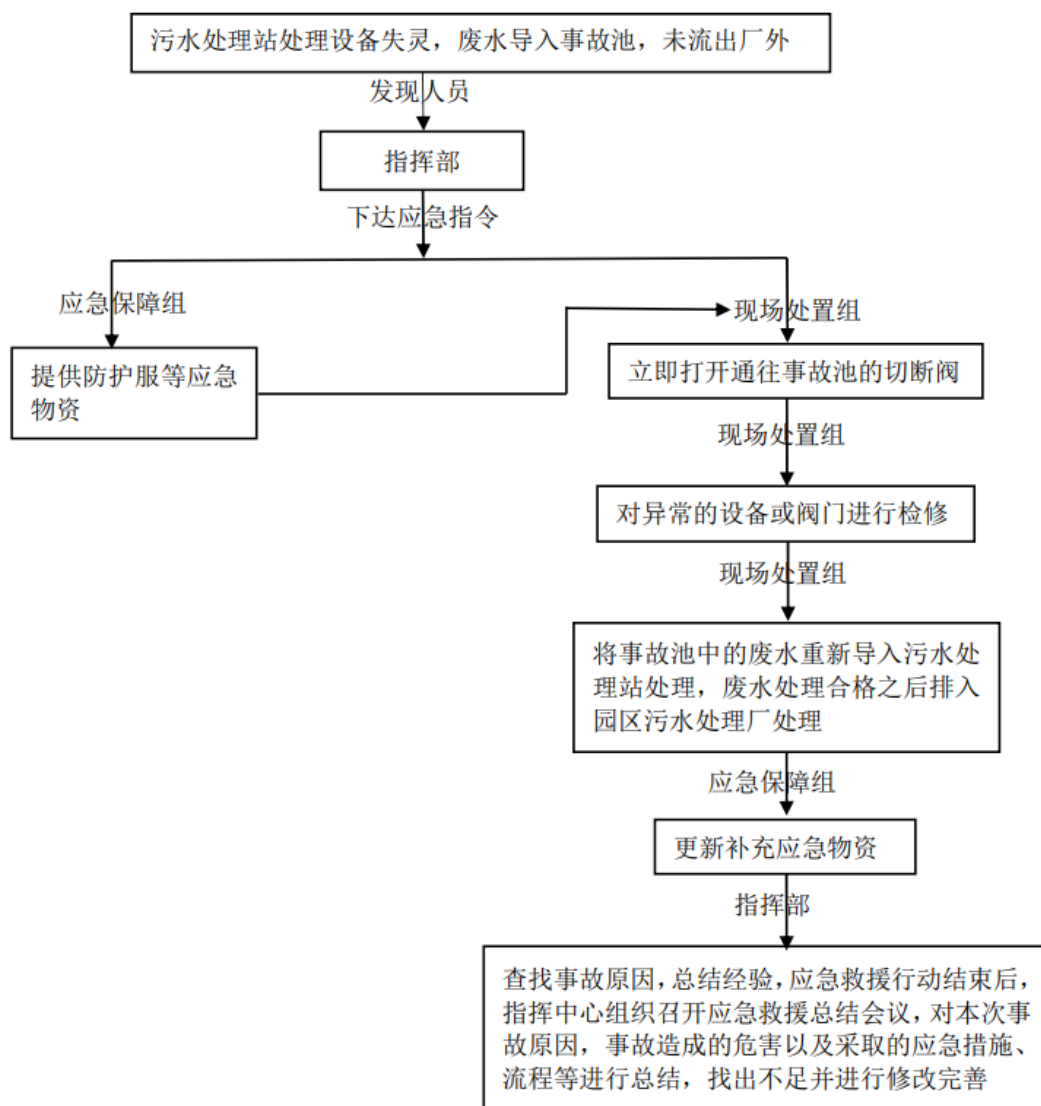 污水处理站处理设备失灵，废水导入事故池，未流出厂外
发现人员
指挥部
下达应急指令
应急保障组
现场处置组
提供防护服等应急
物资
立即打开通往事故池的切断阀
现场处置组
对异常的设备或阀门进行检修
现场处置组
将事故池中的废水重新导入污水处
理站处理，废水处理合格之后排入
园区污水处理厂处理
应急保障组
更新补充应急物资
指挥部
查找事故原因，总结经验，应急救援行动结束后，
指挥中心组织召开应急救援总结会议，对本次事
故原因，事故造成的危害以及采取的应急措施、
流程等进行总结，找出不足并进行修改完善